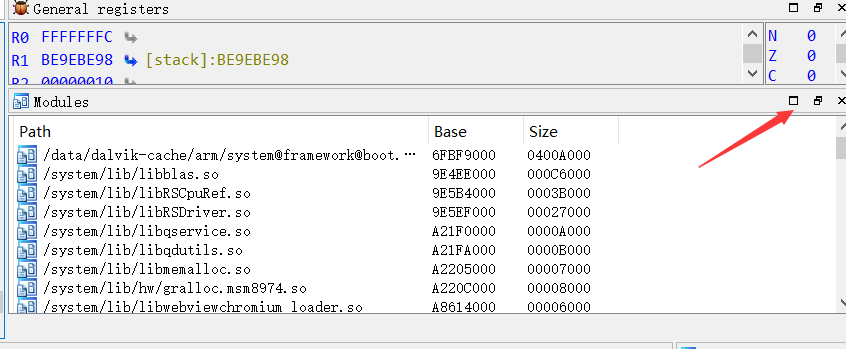 General registers
R0 FFFFFFFC
R1 BE9EBE98 [stack]:BE9EBE98
R2 00000010
N 0
Z 0
C 0
Modules
Path Base Size
/data/dalvik-cache/arm/system@framework@boot.… 6FBF9000 0400A000
/system/lib/libblas.so 9E4EE000 000C6000
/system/lib/libRSCpuRef.so 9E5B4000 0003B000
/system/lib/libRSDriver.so 9E5EF000 00027000
/system/lib/libqservice.so A21F0000 0000A000
/system/lib/libqdutils.so A21FA000 0000B000
/system/lib/libmemalloc.so A2205000 00007000
/system/lib/hw/gralloc.msm8974.so A220C000 00008000
/system/lib/libwebviewchromium_loader.so A8614000 00006000